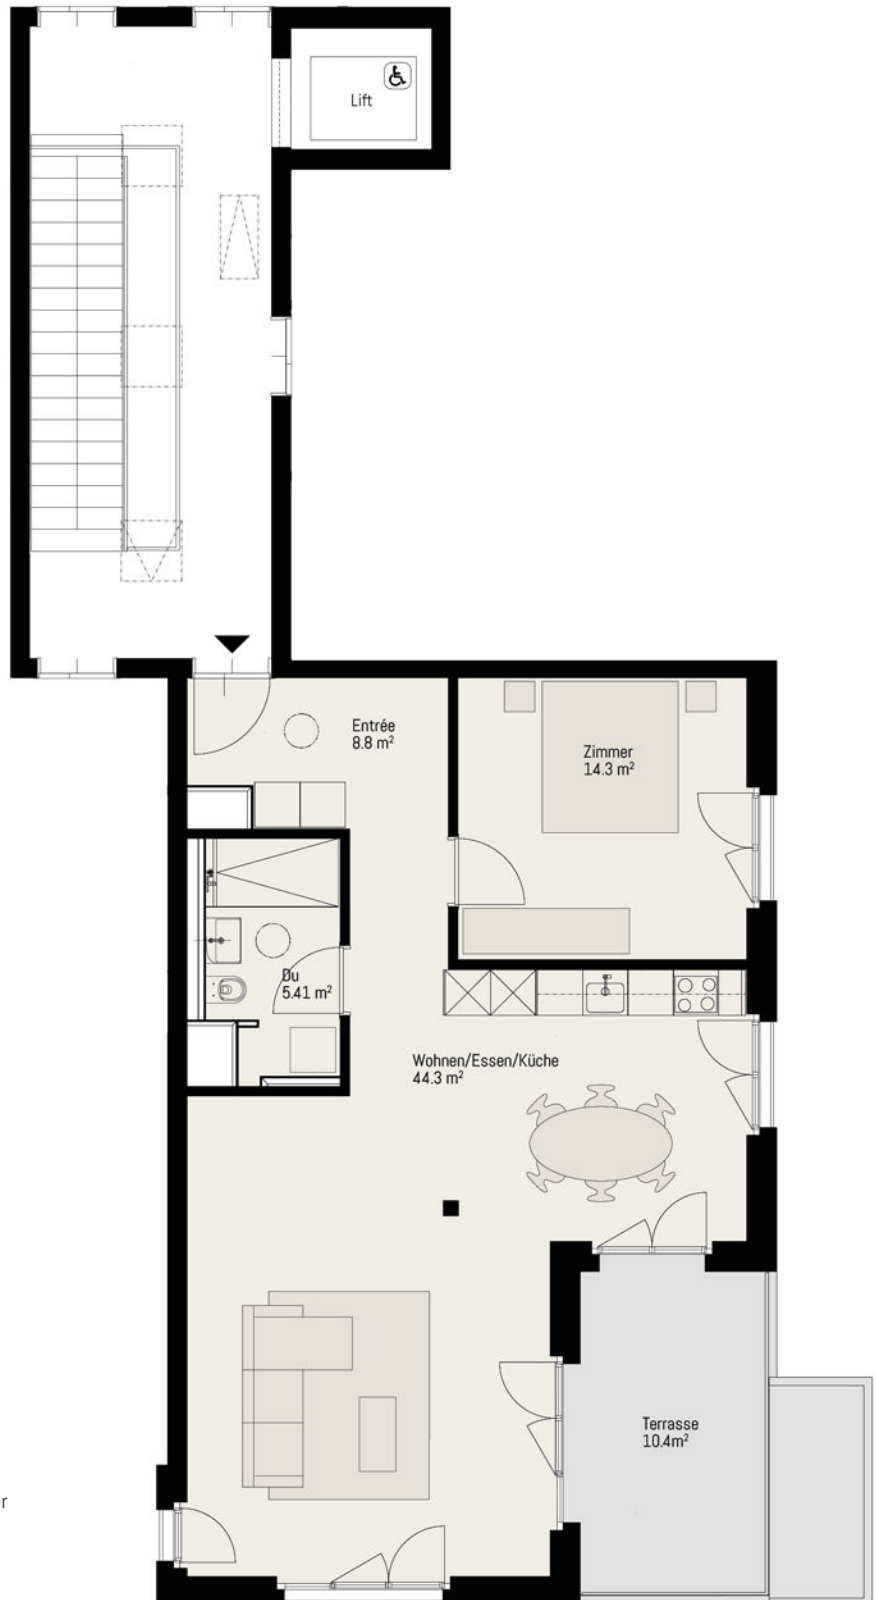 Lift
Entrée
8.8 m²
Zimmer
14.3 m²
Du
5.41 m²
Wohnen/Essen/Küche
44.3 m²
Terrasse
10.4m²
r